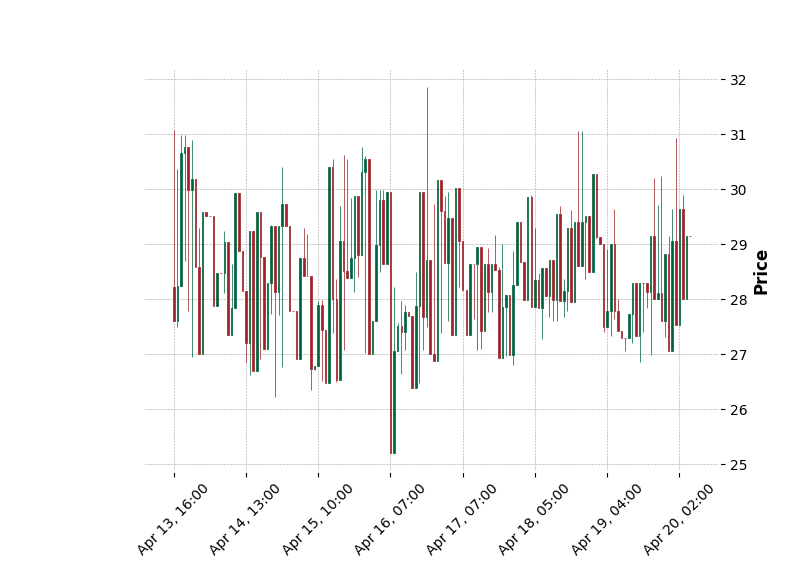 32
31
30
29
28
27
26
25
Price
Apr 13, 16:00
Apr 14, 13:00
Apr 15, 10:00
Apr 16, 07:00
Apr 17, 07:00
Apr 18, 05:00
Apr 19, 04:00
Apr 20, 02:00